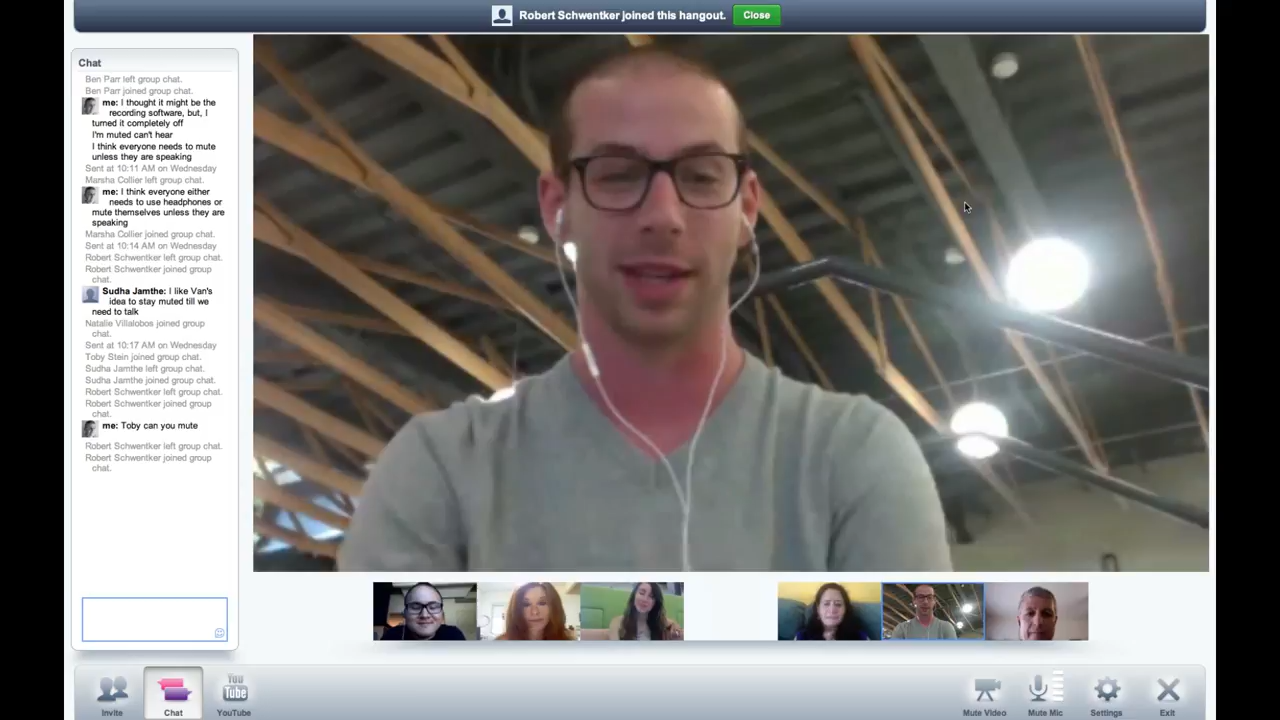 Robert Schwentker joined this hangout.
Close
Chat
Ben Parr left group chat.
Ben Parr joined group chat.
me: I thought it might be the
recording software, but, I
turned it completely off
I'm muted can't hear
I think everyone needs to mute
unless they are speaking
Sent at 10:11 AM on Wednesday
Marsha Collier left group chat.
me: I think everyone either
needs to use headphones or
mute themselves unless they are
speaking
Marsha Collier joined group chat.
Sent at 10:14 AM on Wednesday
Robert Schwentker left group chat.
Robert Schwentker joined group
chat.
Sudha Jamthe: I like Van's
idea to stay muted till we
need to talk
Natalie Villalobos joined group
chat.
Sent at 10:17 AM on Wednesday
Toby Stein joined group chat.
Sudha Jamthe left group chat.
Sudha Jamthe joined group chat.
Robert Schwentker left group chat.
Robert Schwentker joined group
chat.
me: Toby can you mute
Robert Schwentker left group chat.
Robert Schwentker joined group
chat.
Invite
Chat
You
Tube
YouTube
Mute Video
Mute Mic
Settings
Exit